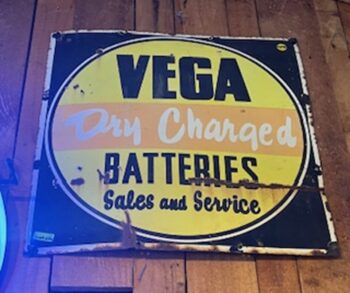 VEGA
Dry Charged
BATTERIES
Sales and Service